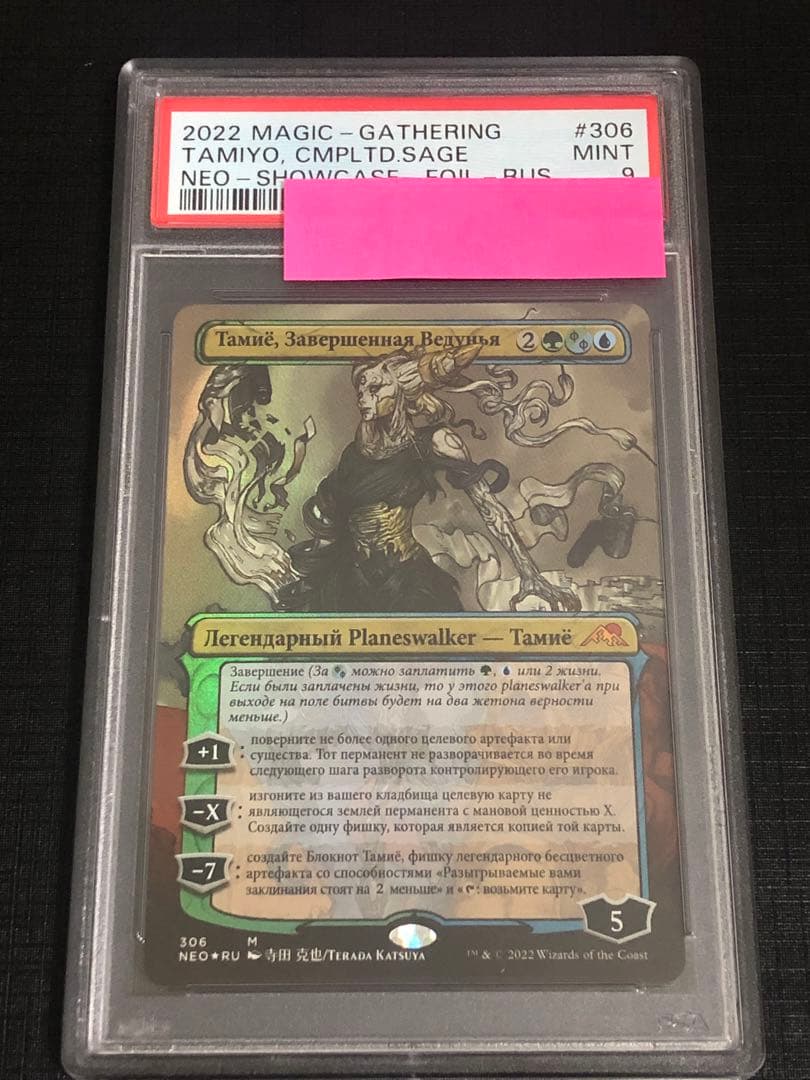 2022 MAGIC – GATHERING #306
TAMIYO, CMPLTD.SAGE MINT
NEO – SHOWCASE – FOIL – RUS 9
Тамиё, Завершенная Ведунья 2
Легендарный Planeswalker — Тамиё
Завершение (За можно заплатить , или 2 жизни.
Если были заплачены жизни, то у этого planeswalker'а при
выходе на поле битвы будет на два жетона верности
меньше.)
+1 : поверните не более одного целевого артефакта или
существа. Тот перманент не разворачивается во время
следующего шага разворота контролирующего его игрока.
−X : изгоните из вашего кладбища целевую карту не
являющегося землей перманента с мановой ценностью X.
Создайте одну фишку, которая является копией той карты.
−7 : создайте Блокнот Тамиё, фишку легендарного бесцветного
артефакта со способностями «Разыгрываемые вами
заклинания стоят на 2 меньше» и « : возьмите карту».
5
306 M
NEO★RU 寺田 克也/TERADA KATSUYA ™ & © 2022 Wizards of the Coast